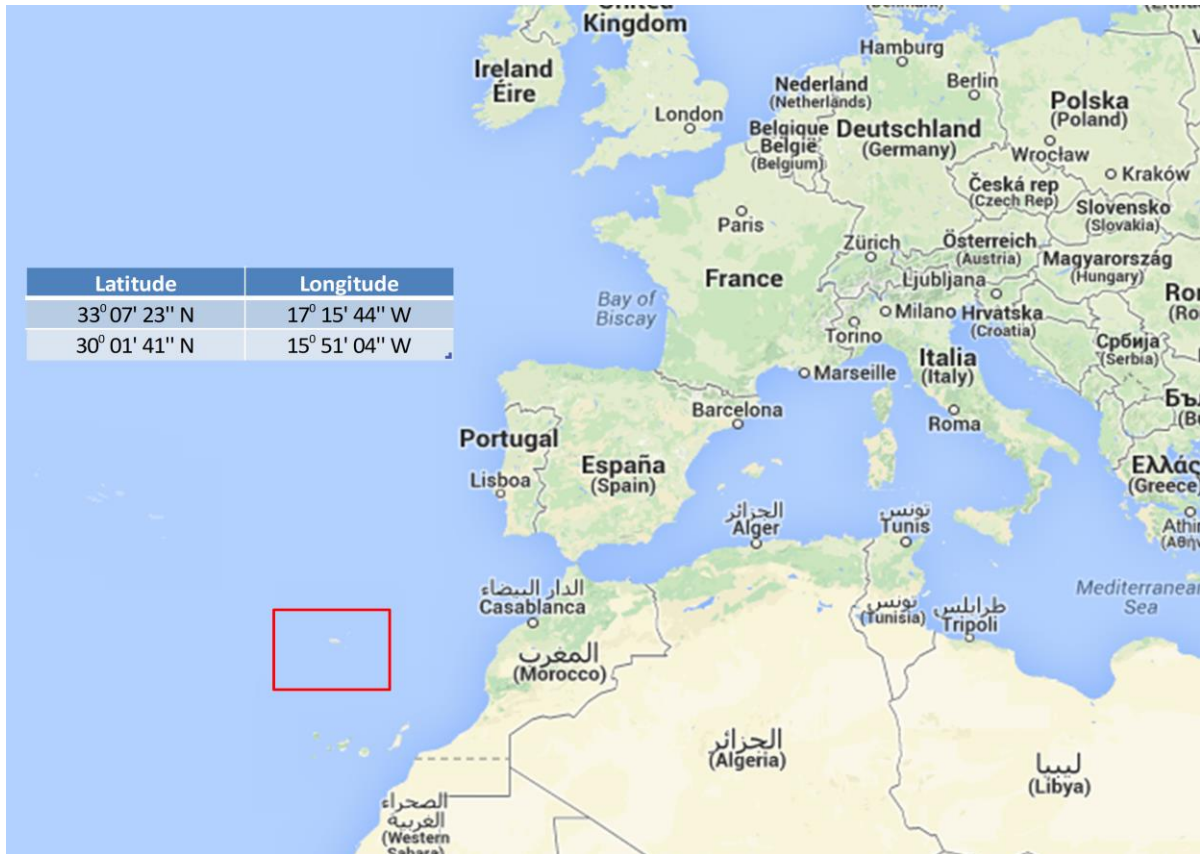 United
Kingdom
Hamburg
Ireland
Éire
Nederland
(Netherlands)
Berlin
Polska
(Poland)
London
Belgique
België
(Belgium)
Deutschland
(Germany)
Wrocław
Kraków
Česká rep
(Czech Rep)
Slovensko
(Slovakia)
Paris
Zürich
Österreich
(Austria)
Magyarország
(Hungary)
France
Ljubljana
Latitude Longitude
33⁰ 07' 23" N 17⁰ 15' 44" W
30⁰ 01' 41" N 15⁰ 51' 04" W
Bay of
Biscay
Milano
Hrvatska
(Croatia)
Torino
Србија
(Serbia)
Marseille
Italia
(Italy)
Barcelona
Roma
Portugal
Lisboa
España
(Spain)
Ελλάς
(Greece)
الجزائر
Alger
تونس
Tunis
الدار البيضاء
Casablanca
تونس
(Tunisia)
طرابلس
Tripoli
Mediterranean
Sea
المغرب
(Morocco)
الجزائر
(Algeria)
ليبيا
(Libya)
الصحراء
الغربية
(Western